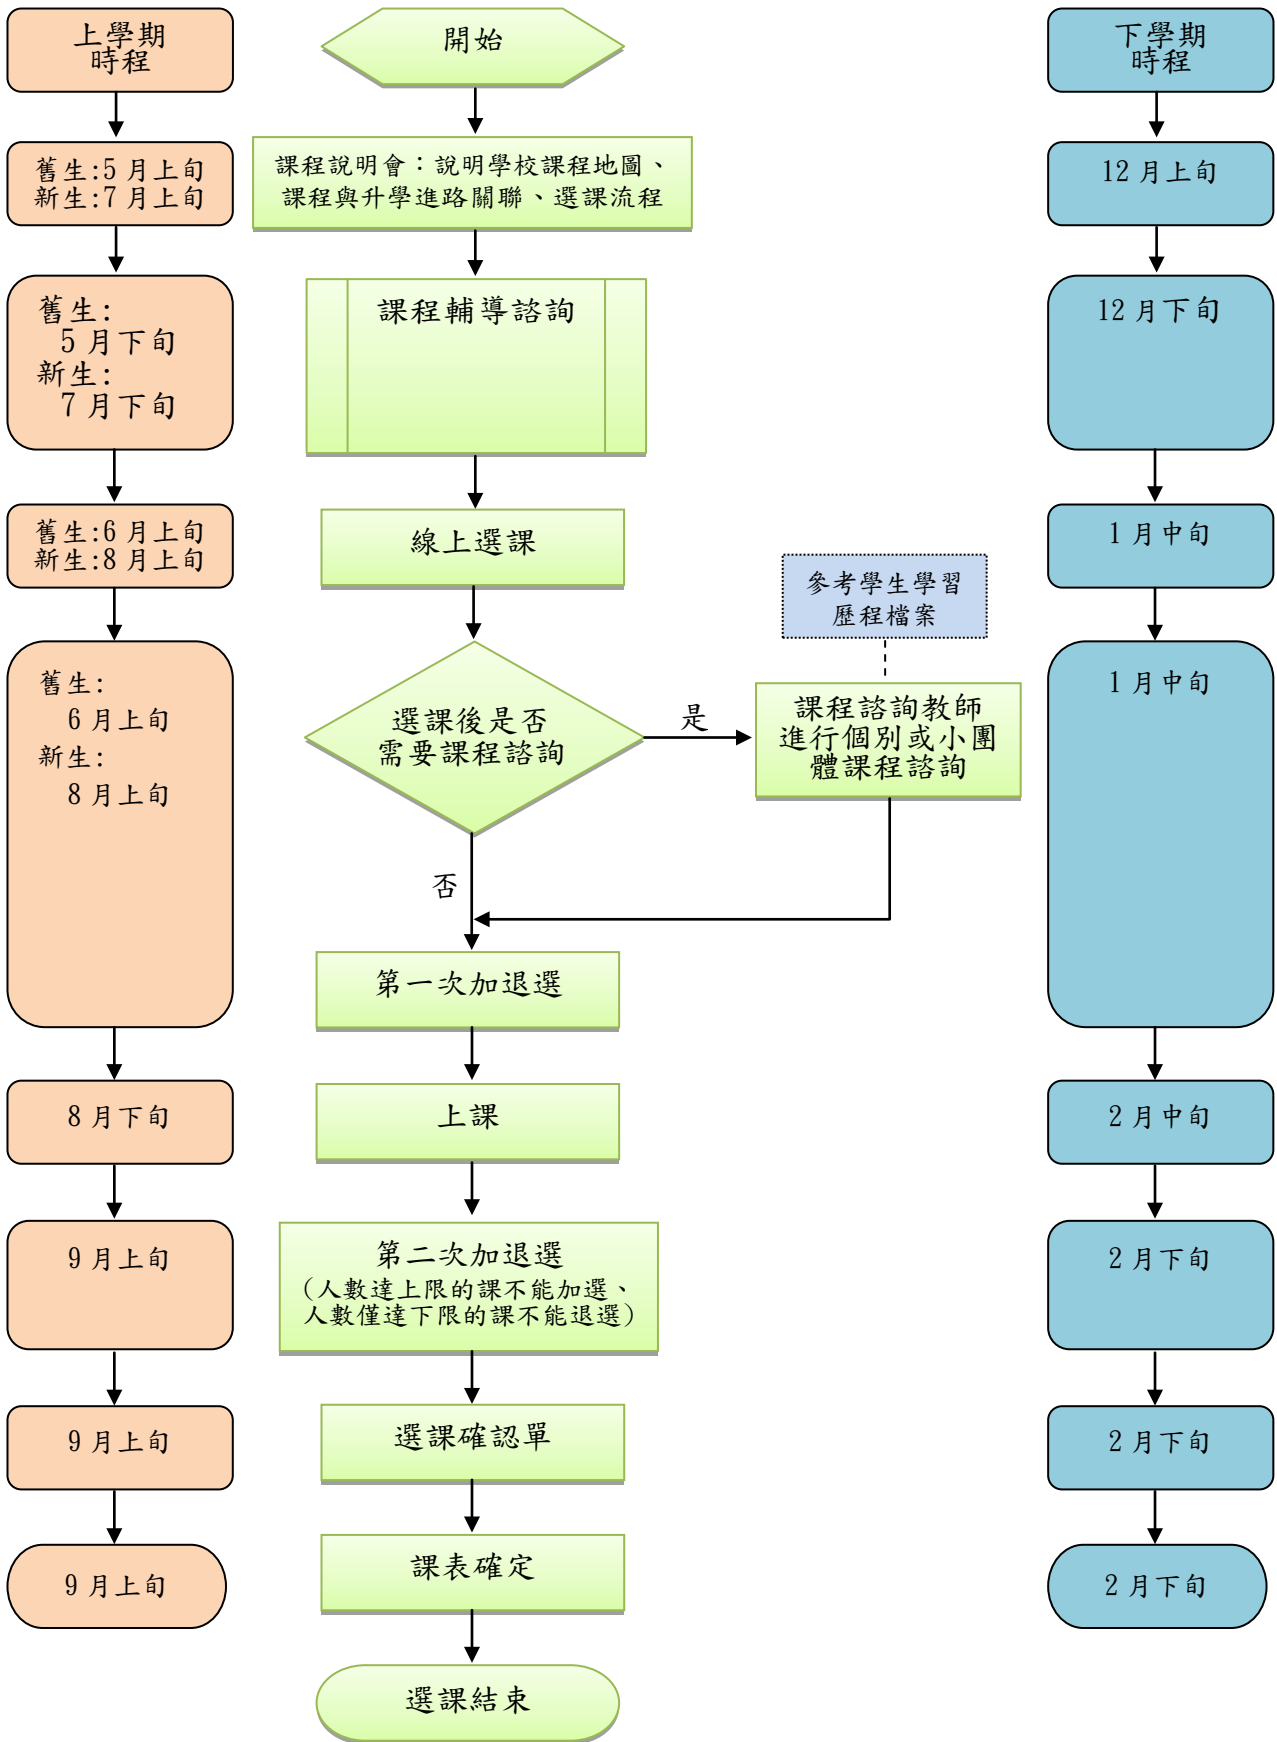 上學期
時程
舊生:5月上旬
新生:7月上旬
舊生:
5月下旬
新生:
7月下旬
舊生:6月上旬
新生:8月上旬
舊生:
6月上旬
新生:
8月上旬
8月下旬
9月上旬
9月上旬
9月上旬
開始
課程說明會：說明學校課程地圖、
課程與升學進路關聯、選課流程
課程輔導諮詢
線上選課
選課後是否
需要課程諮詢
是
參考學生學習
歷程檔案
課程諮詢教師
進行個別或小團
體課程諮詢
否
第一次加退選
上課
第二次加退選
(人數達上限的課不能加選、
人數僅達下限的課不能退選)
選課確認單
課表確定
選課結束
下學期
時程
12月上旬
12月下旬
1月中旬
1月中旬
2月中旬
2月下旬
2月下旬
2月下旬